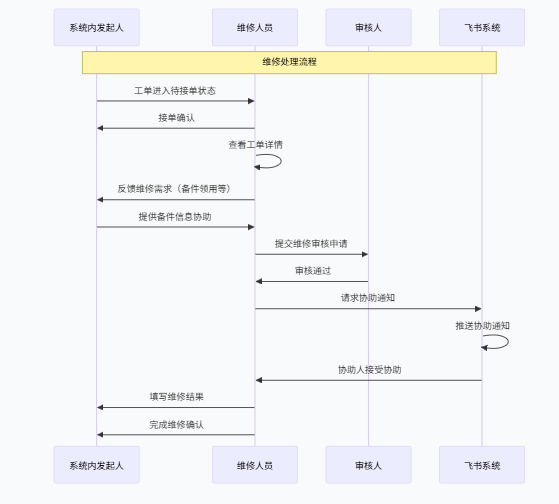 系统内发起人 维修人员 审核人 飞书系统
维修处理流程
工单进入待接单状态
接单确认
查看工单详情
反馈维修需求（备件领用等）
提供备件信息协助
提交维修审核申请
审核通过
请求协助通知
推送协助通知
协助人接受协助
填写维修结果
完成维修确认
系统内发起人 维修人员 审核人 飞书系统